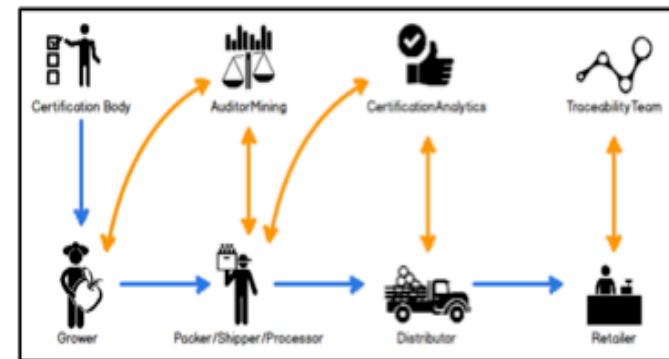 Certification Body
AuditorMining
CertificationAnalytics
TraceabilityTeam
Grower
Packer/Shipper/Processor
Distributor
Retailer